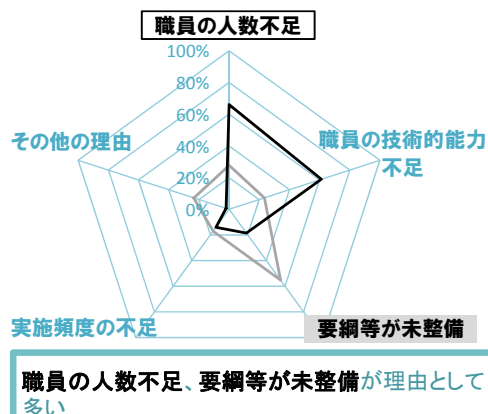 職員の人数不足
100%
80%
60%
40%
20%
0%
その他の理由
職員の技術的能力
不足
実施頻度の不足
要綱等が未整備
職員の人数不足、要綱等が未整備が理由として
多い